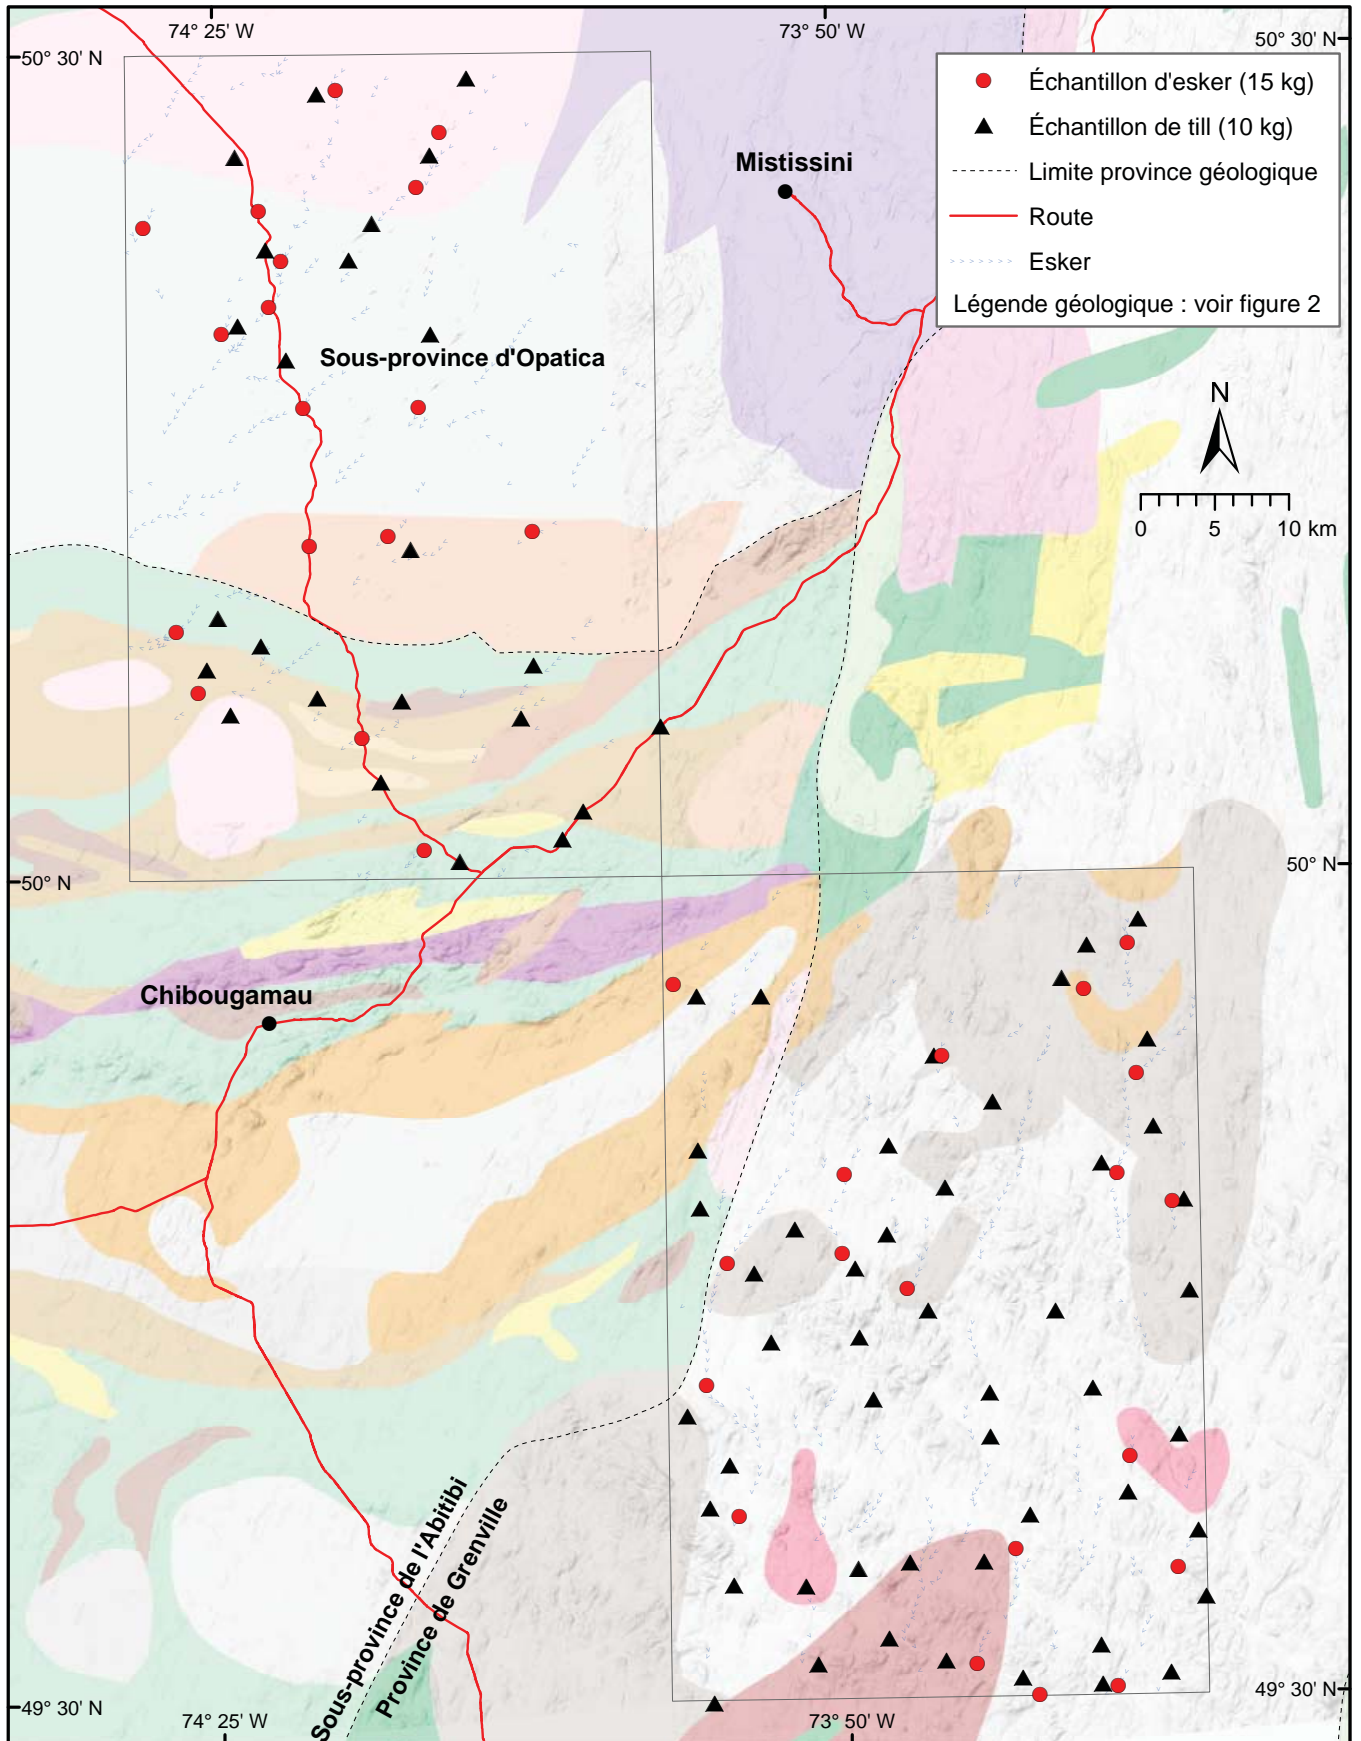 74° 25' W
73° 50' W
50° 30' N
50° 30' N
Échantillon d'esker (15 kg)
Échantillon de till (10 kg)
Limite province géologique
Route
Esker
Légende géologique : voir figure 2
Mistissini
Sous-province d'Opatica
N
0 5 10 km
50° N
50° N
Chibougamau
Sous-province de l'Abitibi
Province de Grenville
49° 30' N
49° 30' N
74° 25' W
73° 50' W